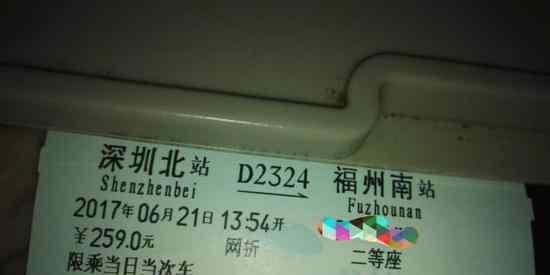 深圳北站 D2324 福州南站
Shenzhenbei Fuzhounan
2017年06月21日 13:54开
￥259.0元 网折 二等座
限乘当日当次车